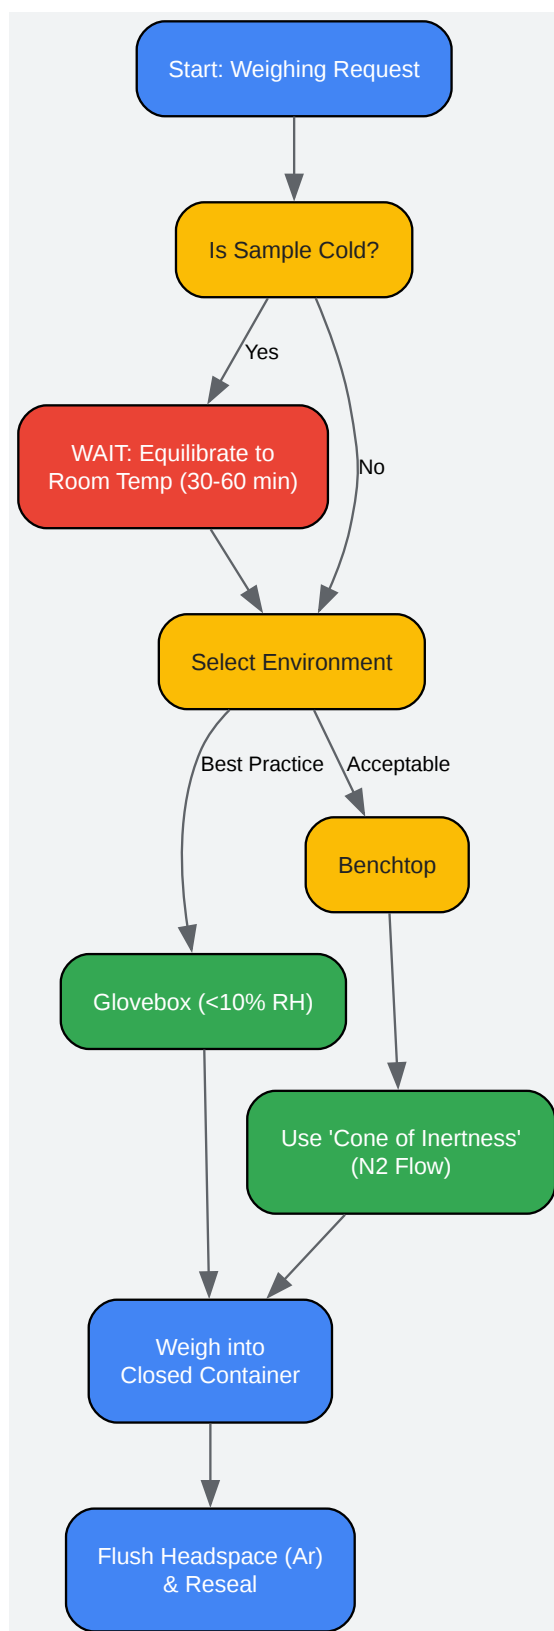 Start: Weighing Request
Is Sample Cold?
Yes
WAIT: Equilibrate to
Room Temp (30-60 min)
No
Select Environment
Best Practice
Acceptable
Benchtop
Glovebox (<10% RH)
Use 'Cone of Inertness'
(N2 Flow)
Weigh into
Closed Container
Flush Headspace (Ar)
& Reseal